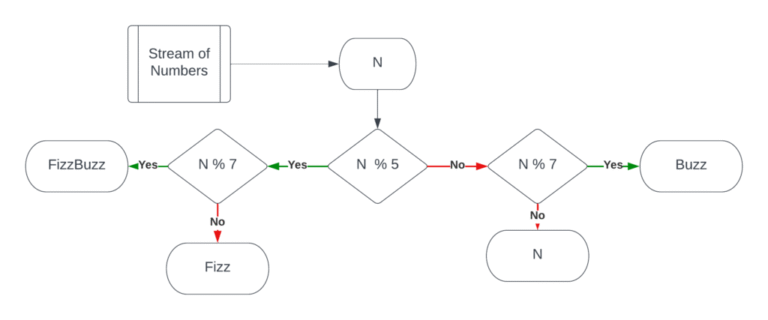 Stream of
Numbers
N
FizzBuzz
Yes
N % 7
Yes
N % 5
No
N % 7
Yes
Buzz
No
No
Fizz
N